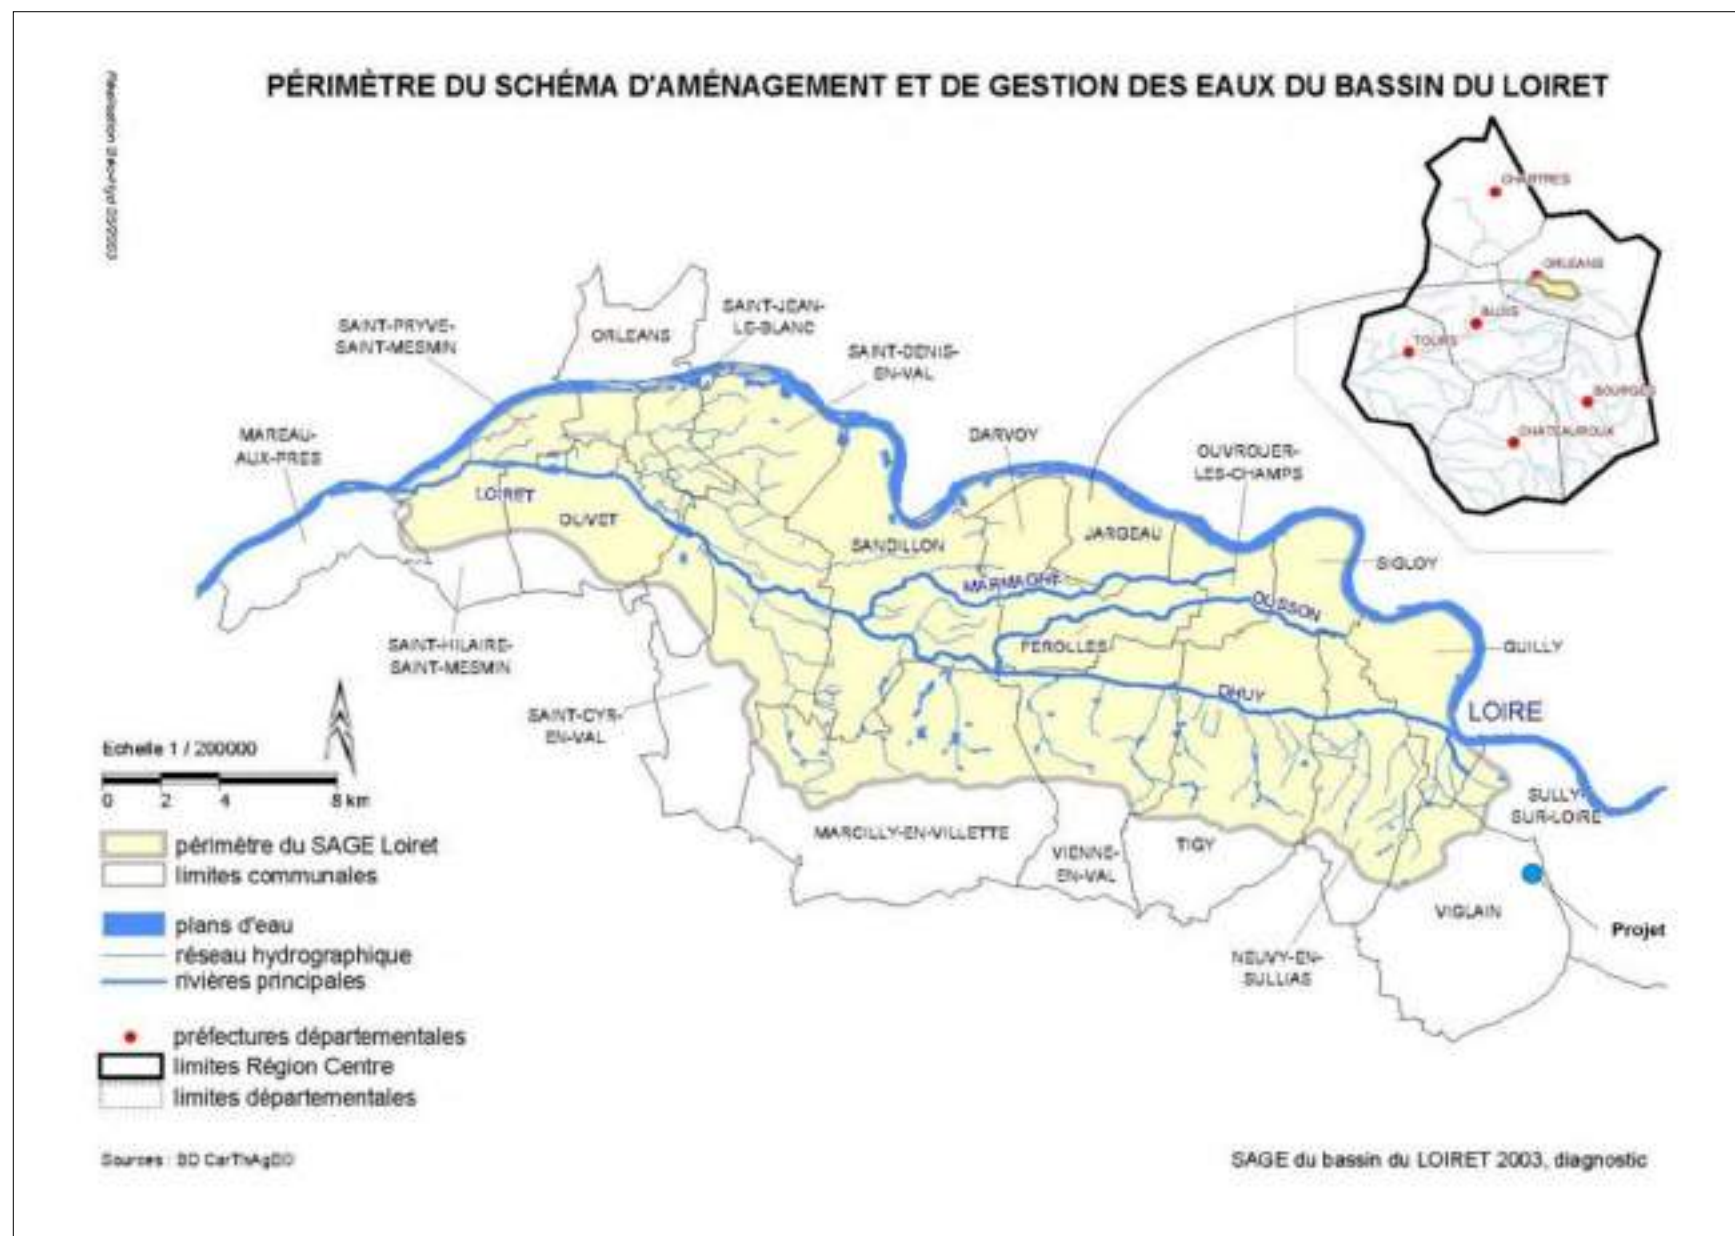 PÉRIMÈTRE DU SCHÉMA D'AMÉNAGEMENT ET DE GESTION DES EAUX DU BASSIN DU LOIRET
CHARTRES
ORLEANS
BLOIS
TOURS
BOURGES
CHATEAUROUX
ORLEANS
SAINT-JEAN-
LE-BLANC
SAINT-PRYVE-
SAINT-MESMIN
SAINT-DENIS-
EN-VAL
MAREAU-
AUX-PRES
DARVOY
OUVROUER-
LES-CHAMPS
LOIRET
OLIVET
SANDILLON
JARGEAU
SIGLOY
MARMAGNE
OUSSON
SAINT-HILAIRE-
SAINT-MESMIN
FEROLLES
GUILLY
DHUY
LOIRE
SAINT-CYR-
EN-VAL
SULLY-
SUR-LOIRE
MARCILLY-EN-VILLETTE
VIENNE-
EN-VAL
TIGY
VIGLAIN
Projet
NEUVY-EN-
SULLIAS
Echelle 1 / 200000
0 2 4 8 km
périmètre du SAGE Loiret
limites communales
plans d'eau
réseau hydrographique
rivières principales
préfectures départementales
limites Région Centre
limites départementales
Sources : BD CarThAgEO
SAGE du bassin du LOIRET 2003, diagnostic